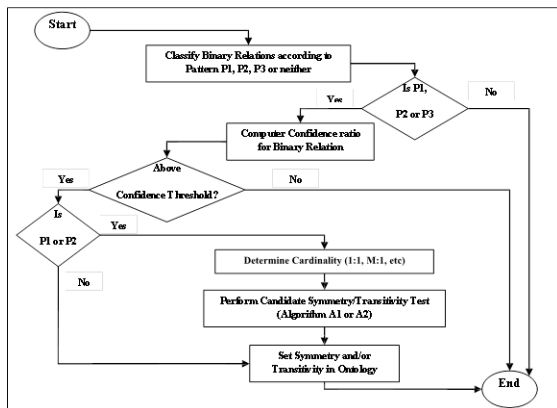 Start
Classify Binary Relations according to
Pattern P1, P2, P3 or neither
Is P1,
P2 or P3
No
Yes
Computer Confidence ratio
for Binary Relation
Above
Confidence Threshold?
Yes
No
Is
P1 or P2
Yes
Determine Cardinality (1:1, M:1, etc)
No
Perform Candidate Symmetry/Transitivity Test
(Algorithm A1 or A2)
Set Symmetry and/or
Transitivity in Ontology
End